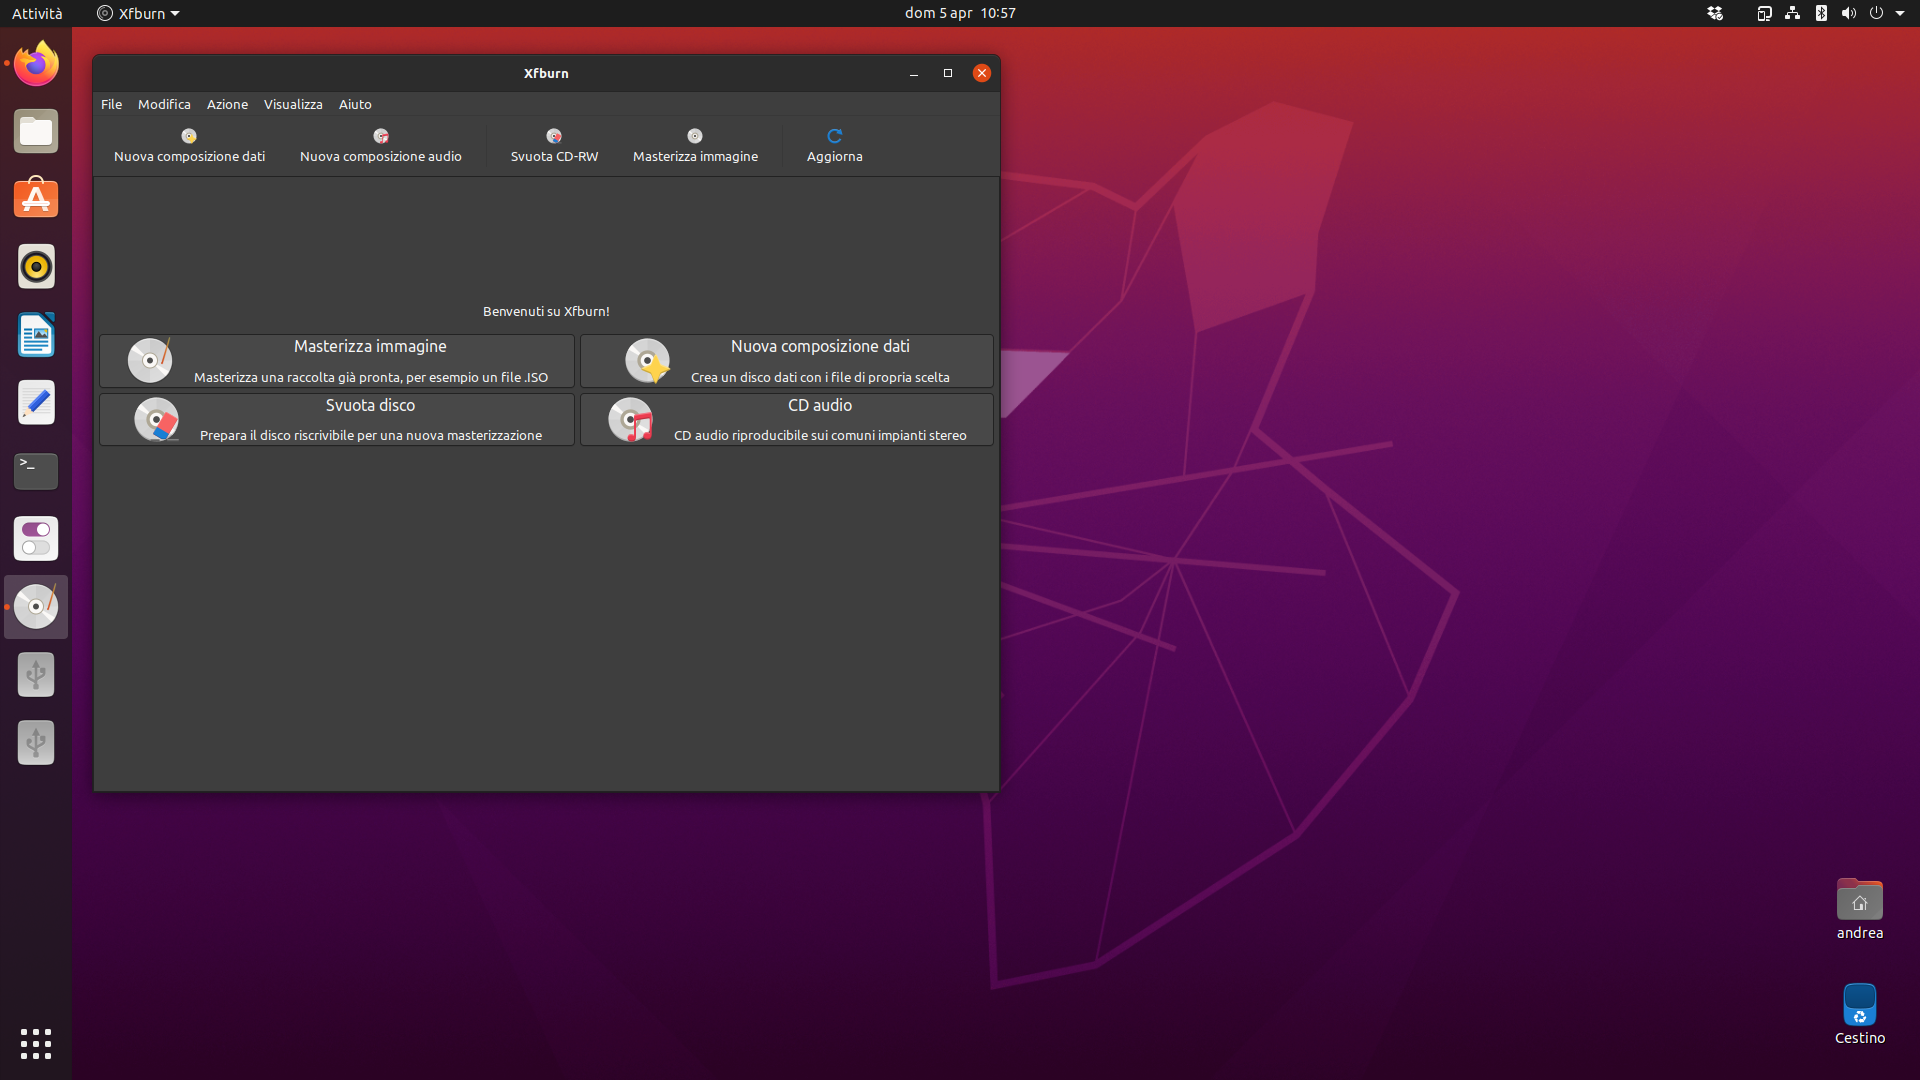 Attività Xfburn dom 5 apr 10:57
Xfburn
File Modifica Azione Visualizza Aiuto
Nuova composizione dati Nuova composizione audio Svuota CD-RW Masterizza immagine Aggiorna
Benvenuti su Xfburn!
Masterizza immagine
Masterizza una raccolta già pronta, per esempio un file .ISO
Nuova composizione dati
Crea un disco dati con i file di propria scelta
Svuota disco
Prepara il disco riscrivibile per una nuova masterizzazione
CD audio
CD audio riproducibile sui comuni impianti stereo
>_
andrea
Cestino